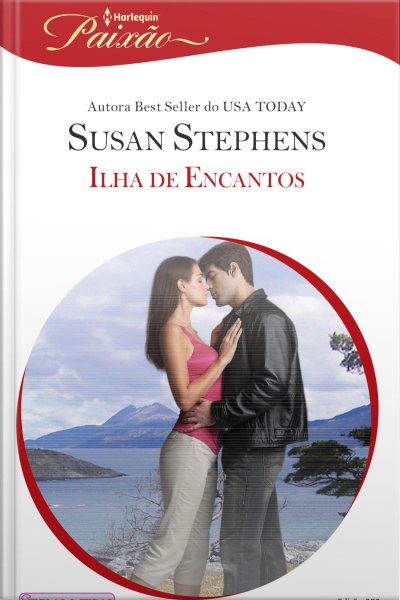 Harlequin
Paixão
Autora Best Seller do USA TODAY
SUSAN STEPHENS
ILHA DE ENCANTOS